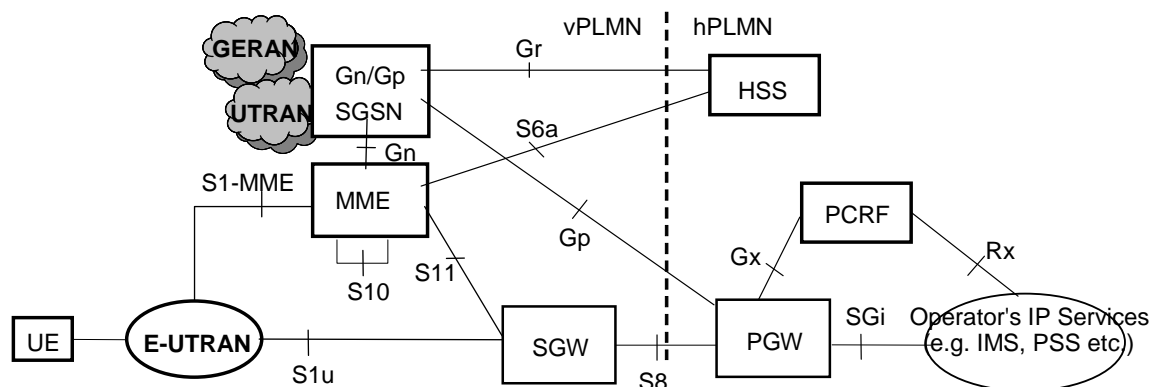 vPLMN
hPLMN
GERAN
Gr
Gn/Gp
SGSN
HSS
UTRAN
S6a
Gn
S1-MME
MME
PCRF
Gp
Gx
Rx
S10
S11
SGi
Operator's IP Services
(e.g. IMS, PSS etc.)
UE
E-UTRAN
SGW
PGW
S1u
S8